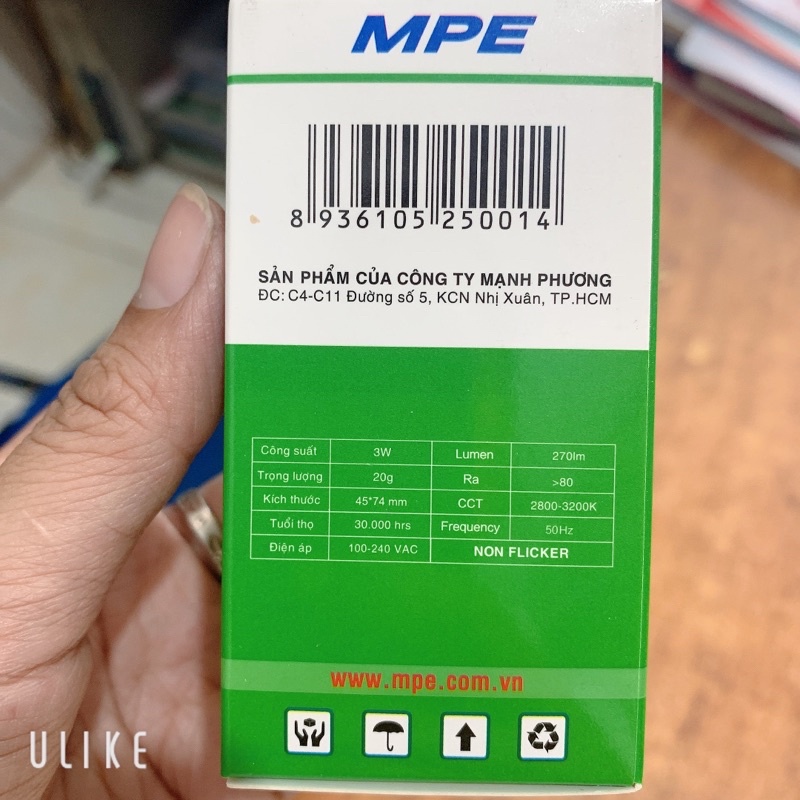 MPE
8 936105 250014
SẢN PHẨM CỦA CÔNG TY MẠNH PHƯƠNG
ĐC: C4-C11 Đường số 5, KCN Nhị Xuân, TP.HCM
Công suất 3W Lumen 270lm
Trọng lượng 20g Ra >80
Kích thước 45*74 mm CCT 2800-3200K
Tuổi thọ 30.000 hrs Frequency 50Hz
Điện áp 100-240 VAC NON FLICKER
www.mpe.com.vn
ULIKE